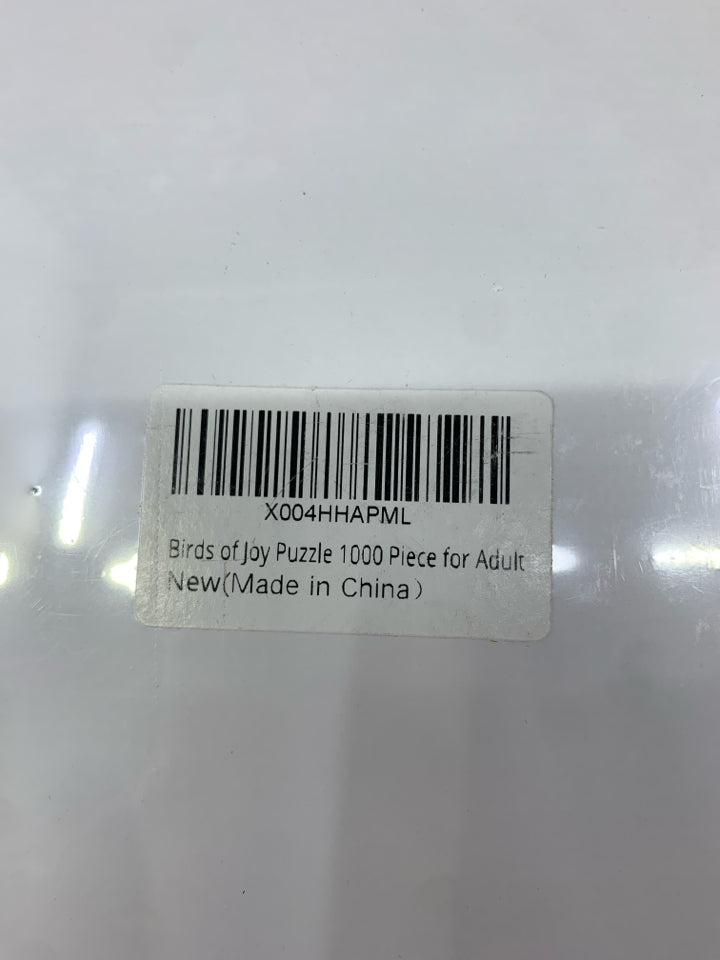 X004HHAPML
Birds of Joy Puzzle 1000 Piece for Adult
New(Made in China）